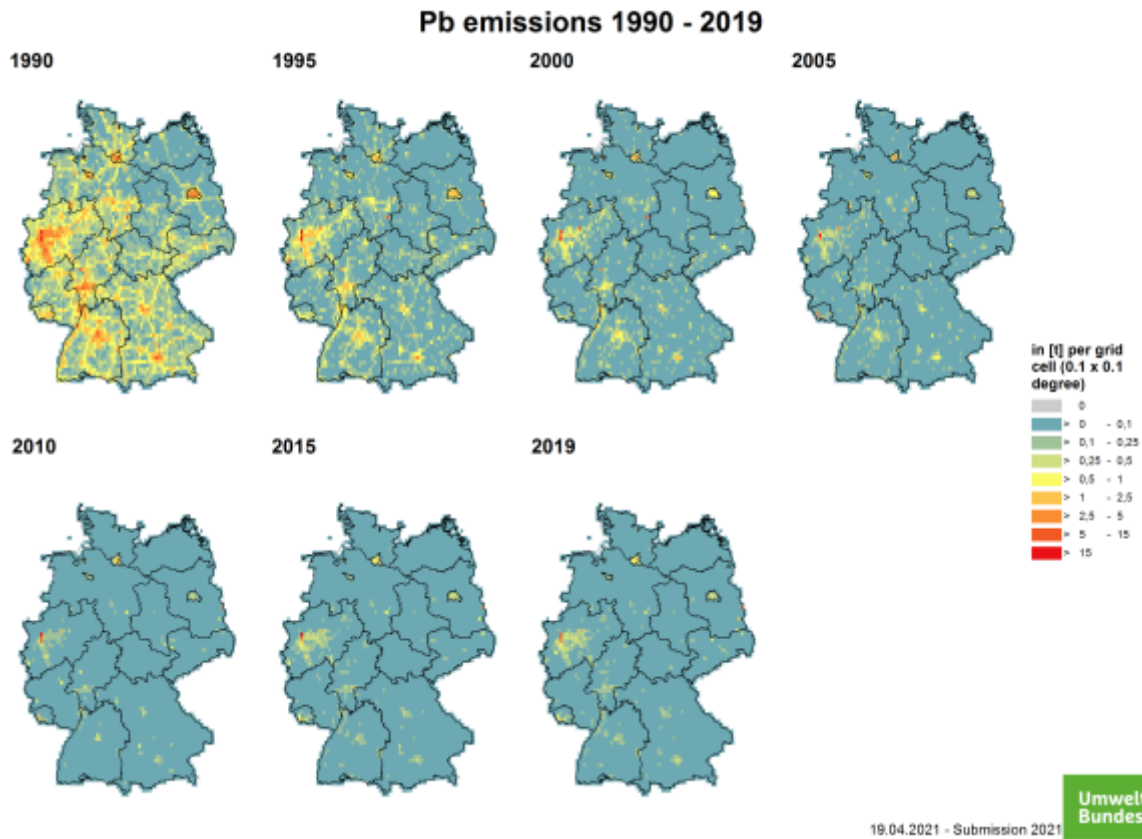 Pb emissions 1990 - 2019
1990
1995
2000
2005
2010
2015
2019
in [t] per grid
cell (0.1 x 0.1
degree)
0
> 0 - 0,1
> 0,1 - 0,25
> 0,25 - 0,5
> 0,5 - 1
> 1 - 2,5
> 2,5 - 5
> 5 - 15
> 15
19.04.2021 - Submission 2021
Umwelt
Bundes